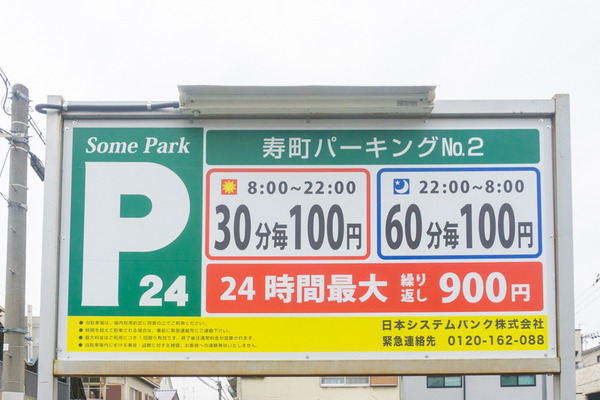 Some Park
P
24
寿町パーキングNo.2
8:00~22:00
30分毎100円
22:00~8:00
60分毎100円
24時間最大 繰り返し 900円
日本システムバンク株式会社
緊急連絡先 0120-162-088